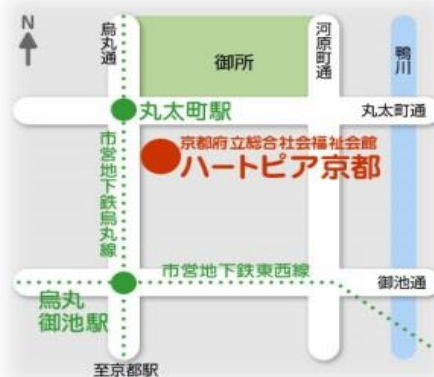 N
烏丸通
御所
河原町通
鴨川
丸太町駅
丸太町通
京都府立総合社会福祉会館
ハートピア京都
市営地下鉄烏丸線
市営地下鉄東西線
御池通
烏丸
御池駅
至京都駅